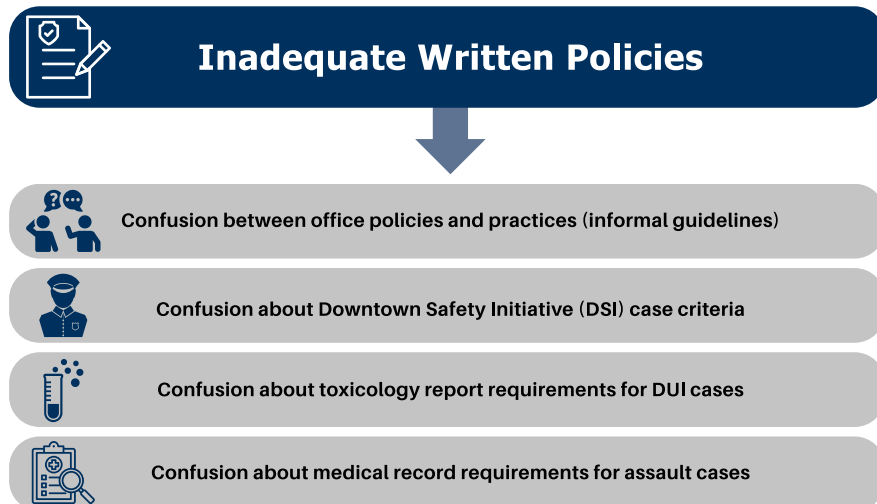 Inadequate Written Policies
Confusion between office policies and practices (informal guidelines)
Confusion about Downtown Safety Initiative (DSI) case criteria
Confusion about toxicology report requirements for DUI cases
Confusion about medical record requirements for assault cases